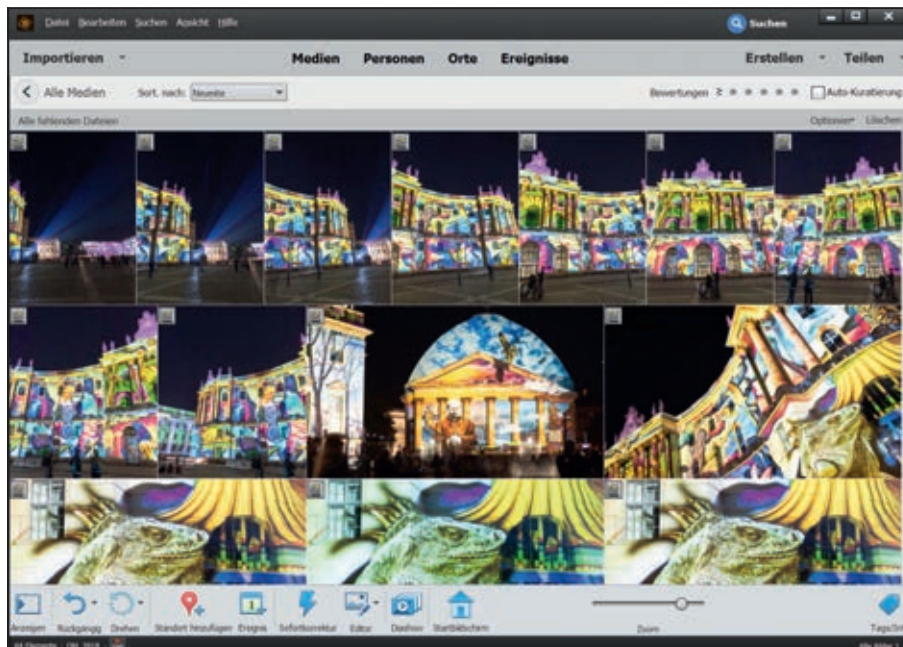 Datei Bearbeiten Suchen Ansicht Hilfe
Suchen
Importieren Medien Personen Orte Ereignisse Erstellen Teilen
Alle Medien Sort. nach: Neueste Bewertungen ≥ Auto-Kuratierung
Alle fehlenden Dateien Optionen Löschen
Anzeigen Rückgängig Drehen Standort hinzufügen Ereignis Sofortkorrektur Editor Diashow Startbildschirm Zoom